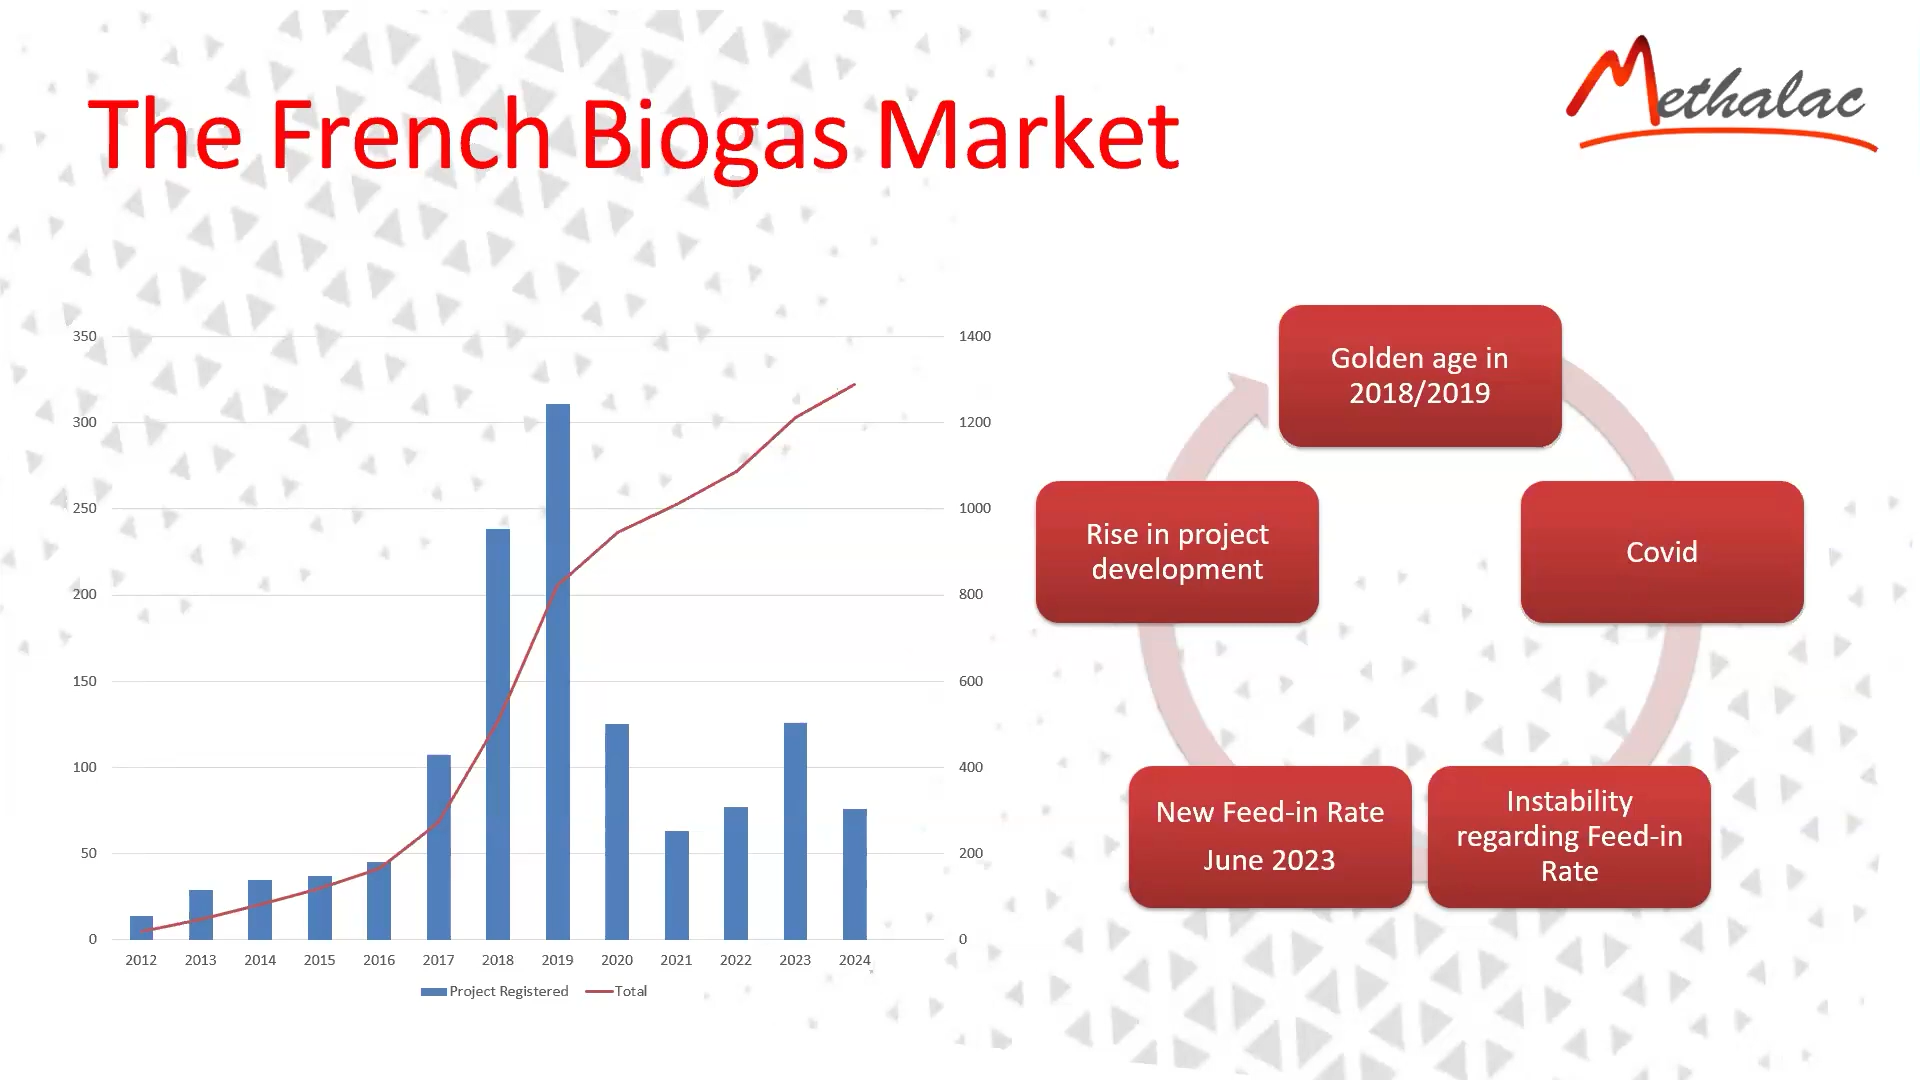 Methalac
The French Biogas Market
350
300
250
200
150
100
50
0
1400
1200
1000
800
600
400
200
0
2012 2013 2014 2015 2016 2017 2018 2019 2020 2021 2022 2023 2024
Project Registered Total
Golden age in
2018/2019
Covid
Instability
regarding Feed-in
Rate
New Feed-in Rate
June 2023
Rise in project
development